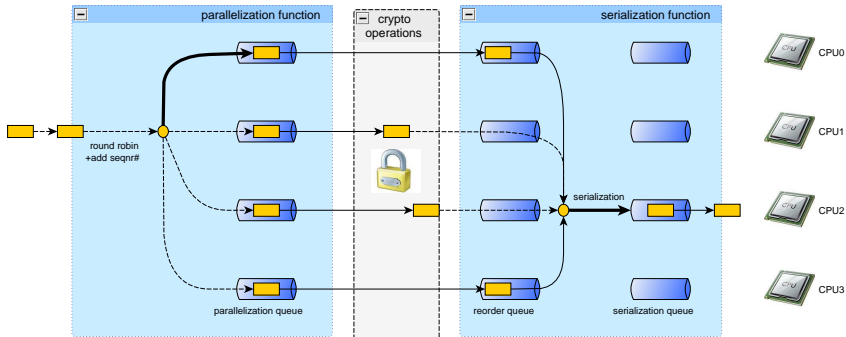 parallelization function
crypto
operations
serialization function
CPU0
CPU1
round robin
+add seqnr#
serialization
CPU2
CPU3
parallelization queue
reorder queue
serialization queue
CPU
CPU
CPU
CPU